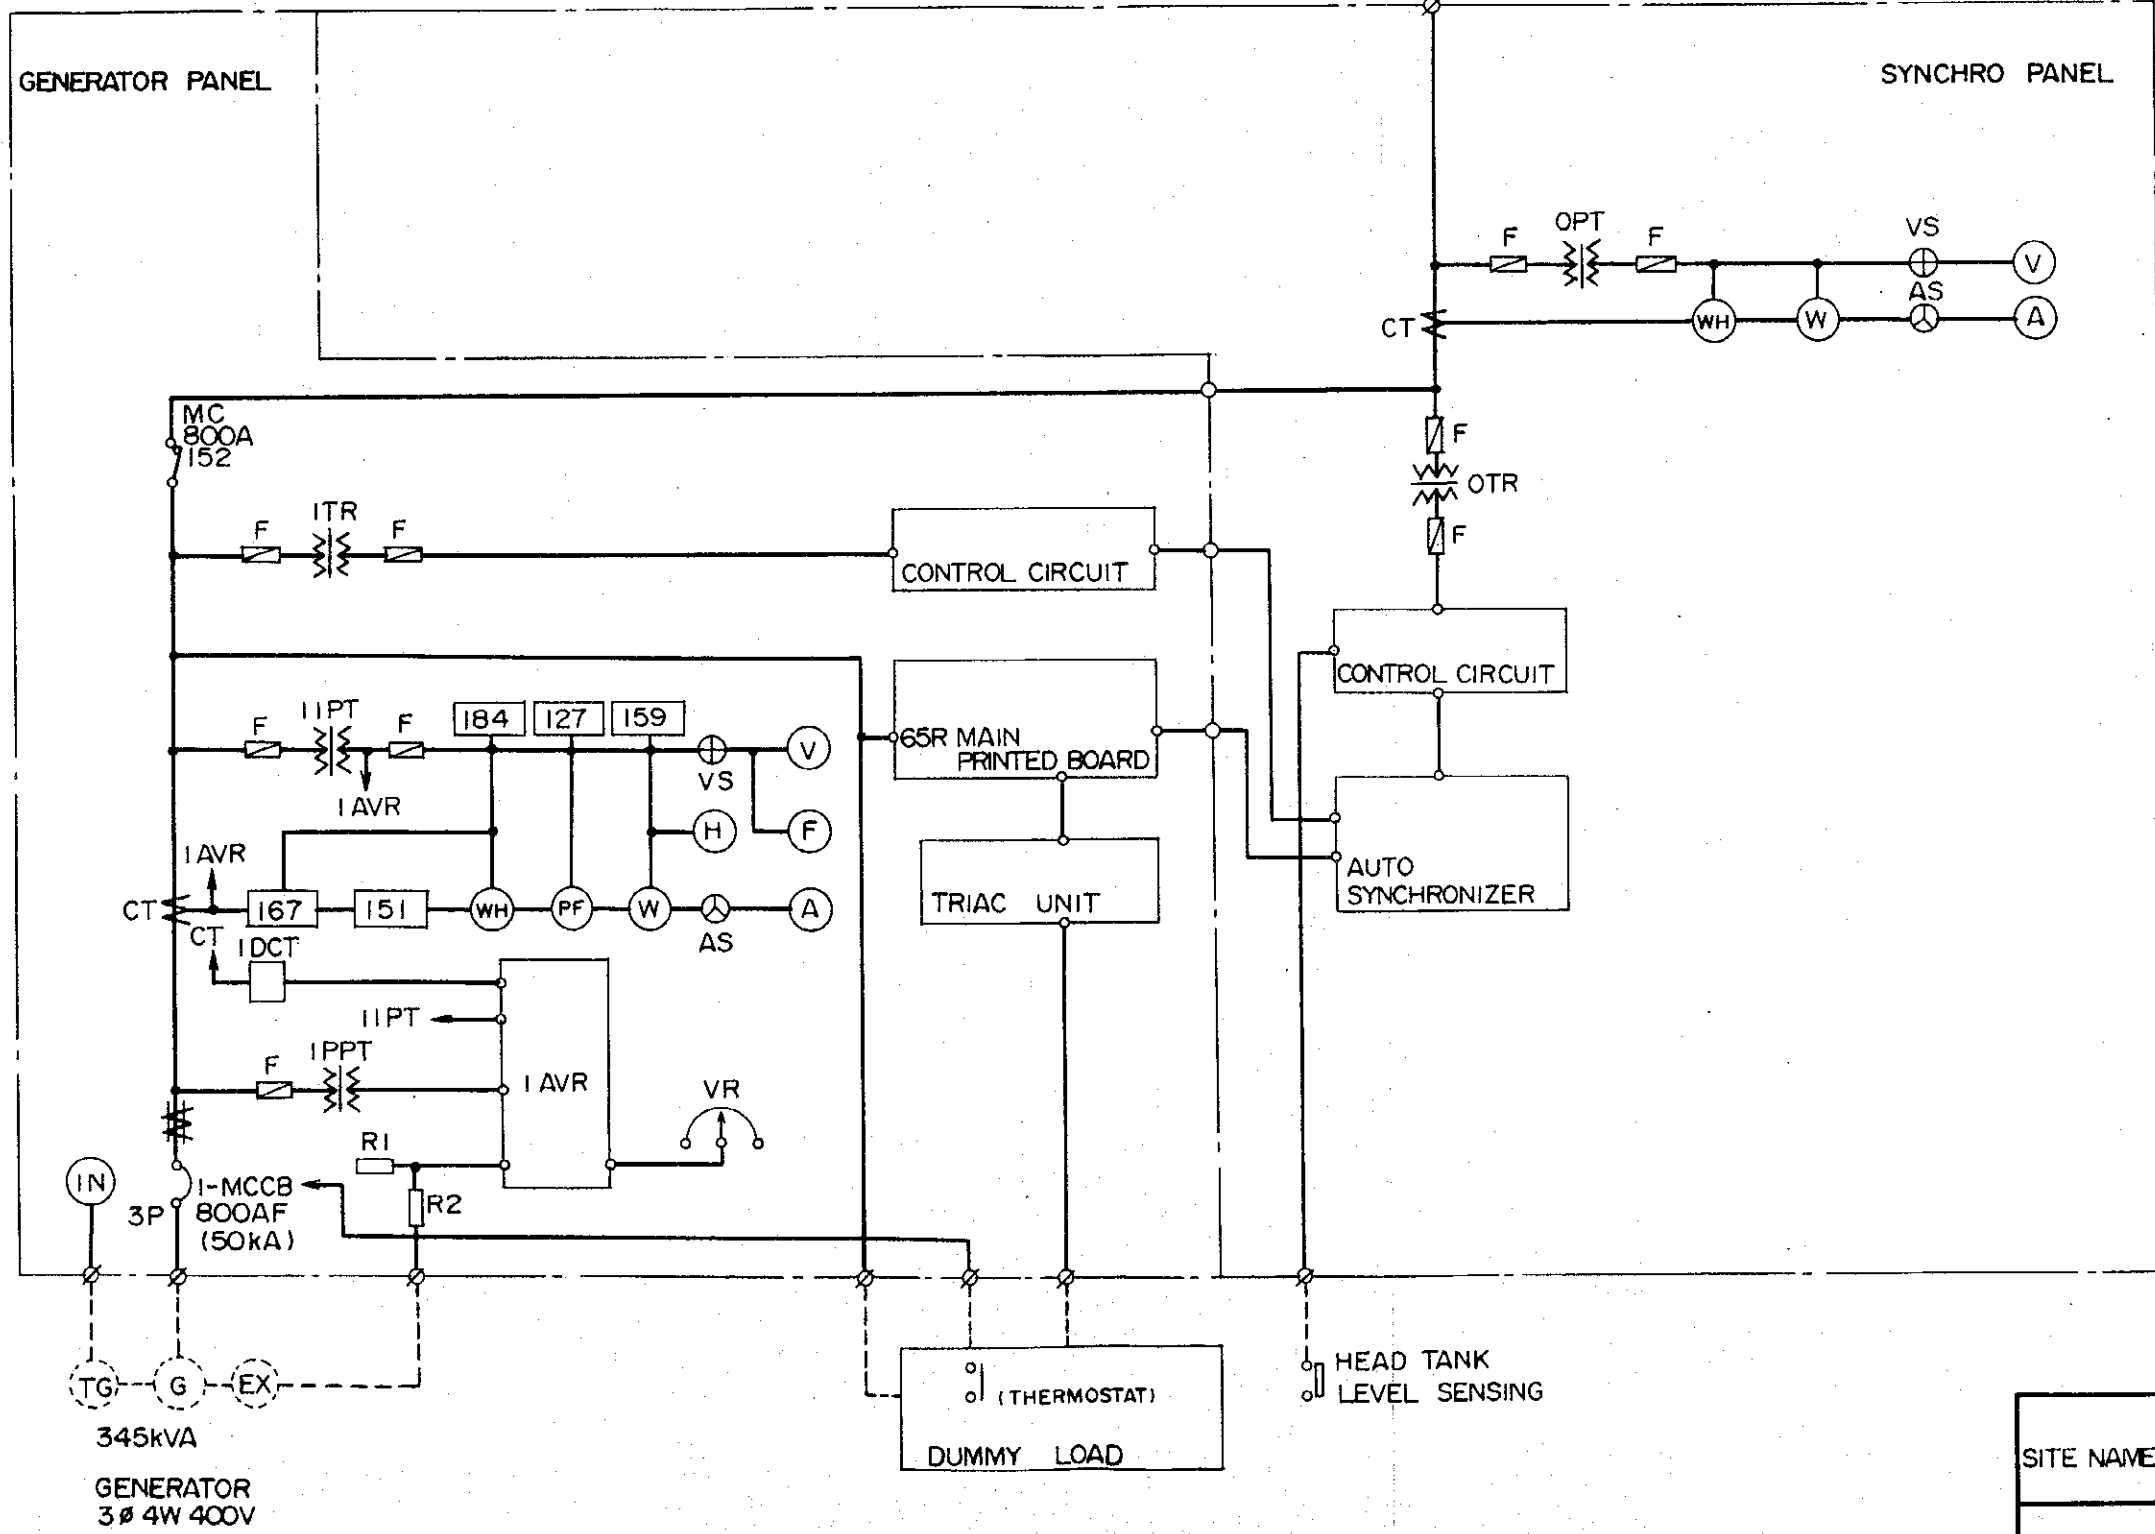 GENERATOR PANEL
SYNCHRO PANEL
F
OPT
F
VS
V
CT
WH
W
AS
A
MC
800A
152
F
OTR
F
F
1TR
F
CONTROL CIRCUIT
CONTROL CIRCUIT
F
11PT
F
184
127
159
VS
V
1AVR
H
F
65R MAIN
PRINTED BOARD
TRIAC UNIT
AUTO
SYNCHRONIZER
1AVR
CT
167
151
WH
PF
W
AS
A
CT
1DCT
11PT
F
1PPT
1AVR
VR
R1
R2
IN
3P
1-MCCB
800AF
(50kA)
TG
G
EX
345kVA
GENERATOR
3ø 4W 400V
(THERMOSTAT)
DUMMY LOAD
HEAD TANK
LEVEL SENSING
SITE NAME